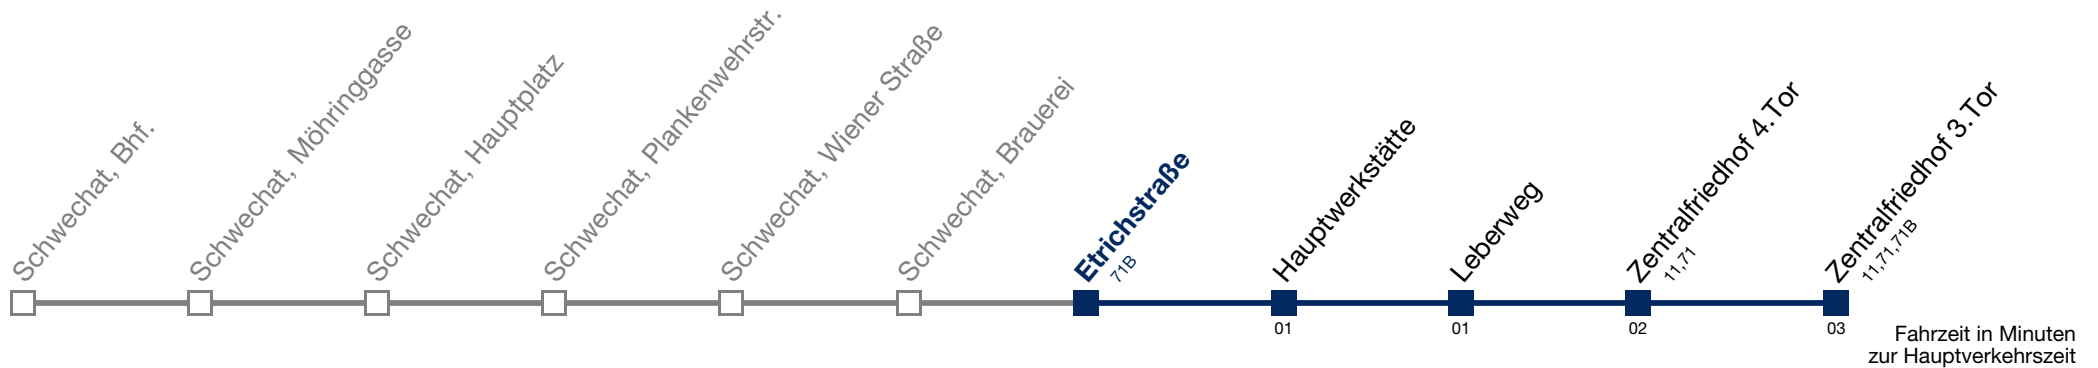 Schwechat, Bhf.
Schwechat, Möhringgasse
Schwechat, Hauptplatz
Schwechat, Plankenwehrstr.
Schwechat, Wiener Straße
Schwechat, Brauerei
Etrichstraße
71B
Hauptwerkstätte
Leberweg
Zentralfriedhof 4.Tor
11,71
Zentralfriedhof 3.Tor
11,71,71B
01
01
02
03
Fahrzeit in Minuten
zur Hauptverkehrszeit